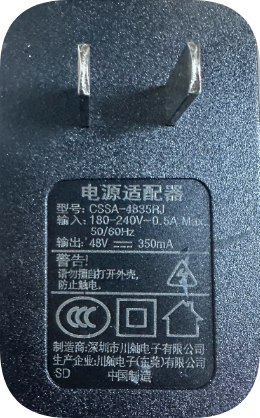 电源适配器
型号: CSSA-4835RJ
输入: 180-240V~0.5A Max
50/60Hz
输出: 48V ⎓ 350mA
警告!
请勿擅自打开外壳,
防止触电.
CCC
制造商:深圳市川灿电子有限公司
生产企业:川灿电子(东莞)有限公司
SD 中国制造